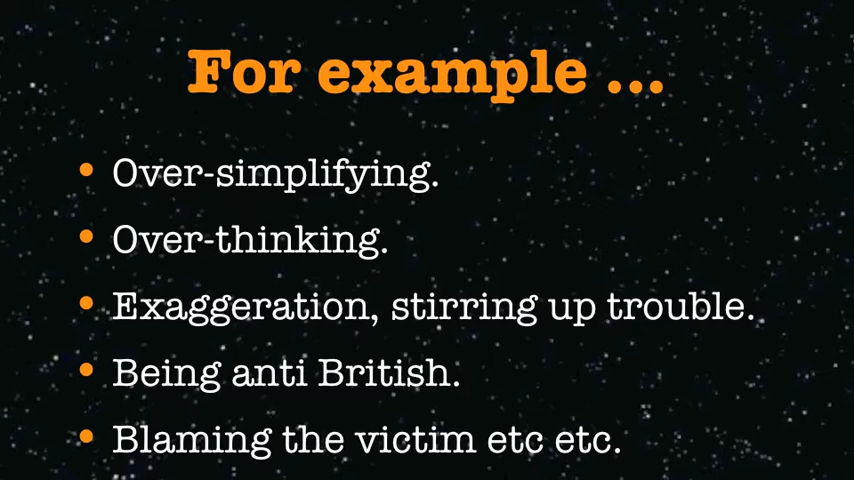 For example ...
• Over-simplifying.
• Over-thinking.
• Exaggeration, stirring up trouble.
• Being anti British.
• Blaming the victim etc etc.